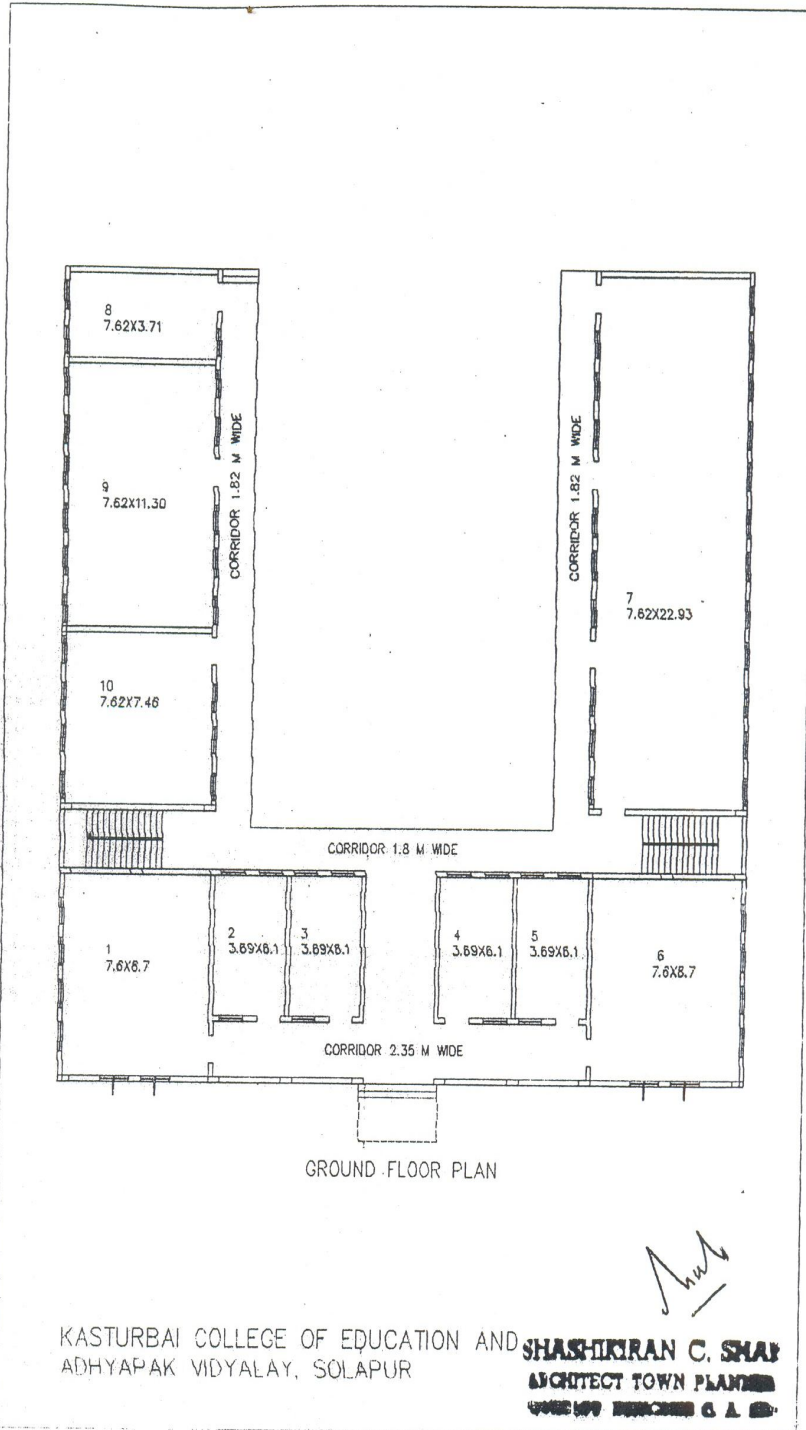 8
7.62X3.71
CORRIDOR 1.82 M WIDE
CORRIDOR 1.82 M WIDE
9
7.62X11.30
7
7.62X22.93
10
7.62X7.46
CORRIDOR 1.8 M WIDE
1
7.6X8.7
2
3.69X6.1
3
3.69X6.1
4
3.69X6.1
5
3.69X6.1
6
7.6X8.7
CORRIDOR 2.35 M WIDE
GROUND FLOOR PLAN
KASTURBAI COLLEGE OF EDUCATION AND
ADHYAPAK VIDYALAY, SOLAPUR
SHASHIKIRAN C. SHAH
ARCHITECT TOWN PLANNER